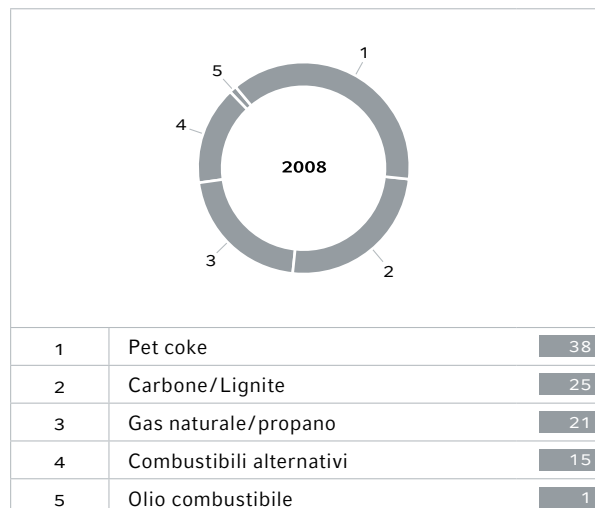 1
5
4
2008
3
2
1 Pet coke 38
2 Carbone/Lignite 25
3 Gas naturale/propano 21
4 Combustibili alternativi 15
5 Olio combustibile 1